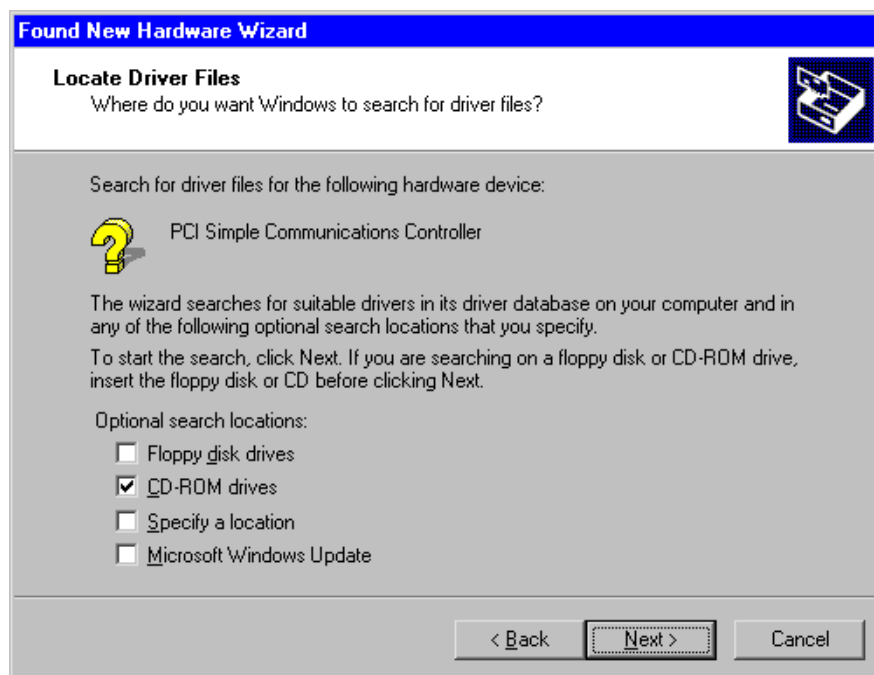 Found New Hardware Wizard
Locate Driver Files
Where do you want Windows to search for driver files?
Search for driver files for the following hardware device:
PCI Simple Communications Controller
The wizard searches for suitable drivers in its driver database on your computer and in
any of the following optional search locations that you specify.
To start the search, click Next. If you are searching on a floppy disk or CD-ROM drive,
insert the floppy disk or CD before clicking Next.
Optional search locations:
Floppy disk drives
CD-ROM drives
Specify a location
Microsoft Windows Update
< Back Next > Cancel